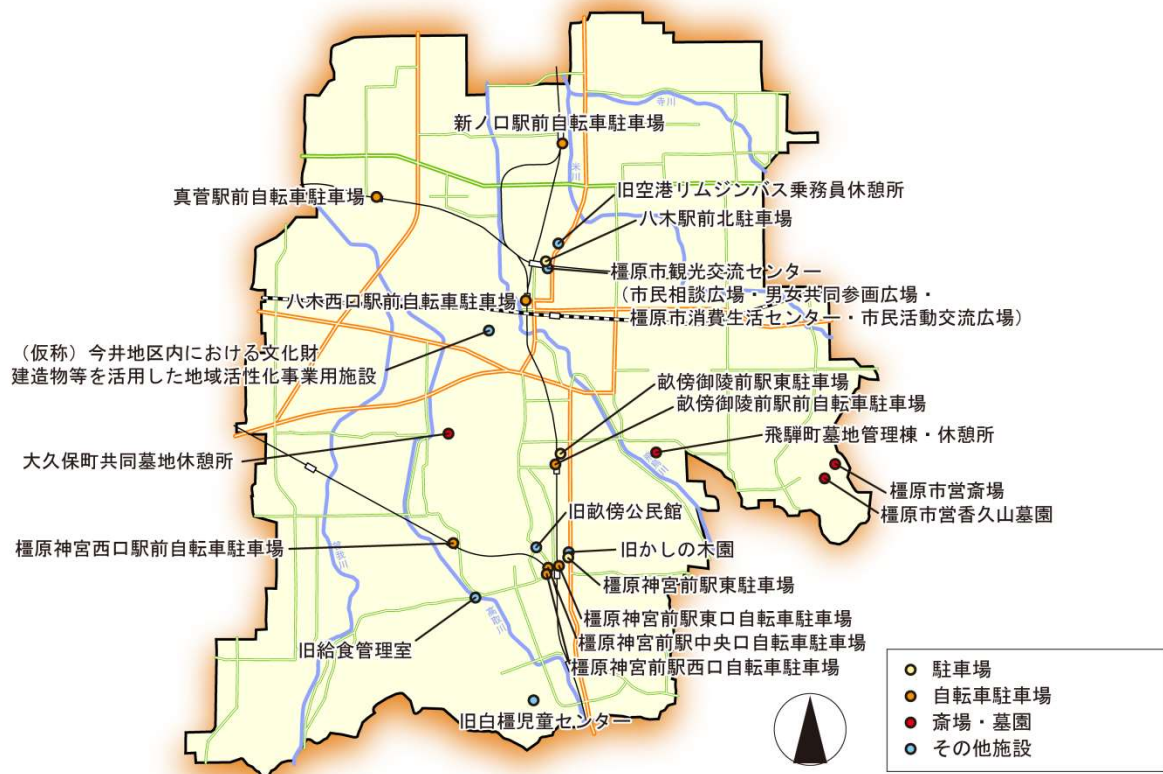 寺川
新ノ口駅前自転車駐車場
米川
旧空港リムジンバス乗務員休憩所
真菅駅前自転車駐車場
八木駅前北駐車場
橿原市観光交流センター
(市民相談広場・男女共同参画広場・
橿原市消費生活センター・市民活動交流広場)
八木西口駅前自転車駐車場
(仮称)今井地区内における文化財
建造物等を活用した地域活性化事業用施設
畝傍御陵前駅東駐車場
畝傍御陵前駅前自転車駐車場
飛騨町墓地管理棟・休憩所
大久保町共同墓地休憩所
橿原市営斎場
橿原市営香久山墓園
旧畝傍公民館
橿原神宮西口駅前自転車駐車場
旧かしの木園
曽我川
橿原神宮前駅東駐車場
高取川
橿原神宮前駅東口自転車駐車場
橿原神宮前駅中央口自転車駐車場
旧給食管理室
橿原神宮前駅西口自転車駐車場
旧白橿児童センター
駐車場
自転車駐車場
斎場・墓園
その他施設